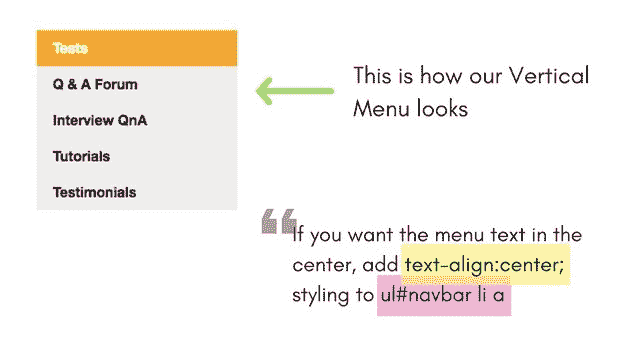 Tests
Q & A Forum
Interview QnA
Tutorials
Testimonials
This is how our Vertical
Menu looks
“If you want the menu text in the
center, add text-align:center;
styling to ul#navbar li a